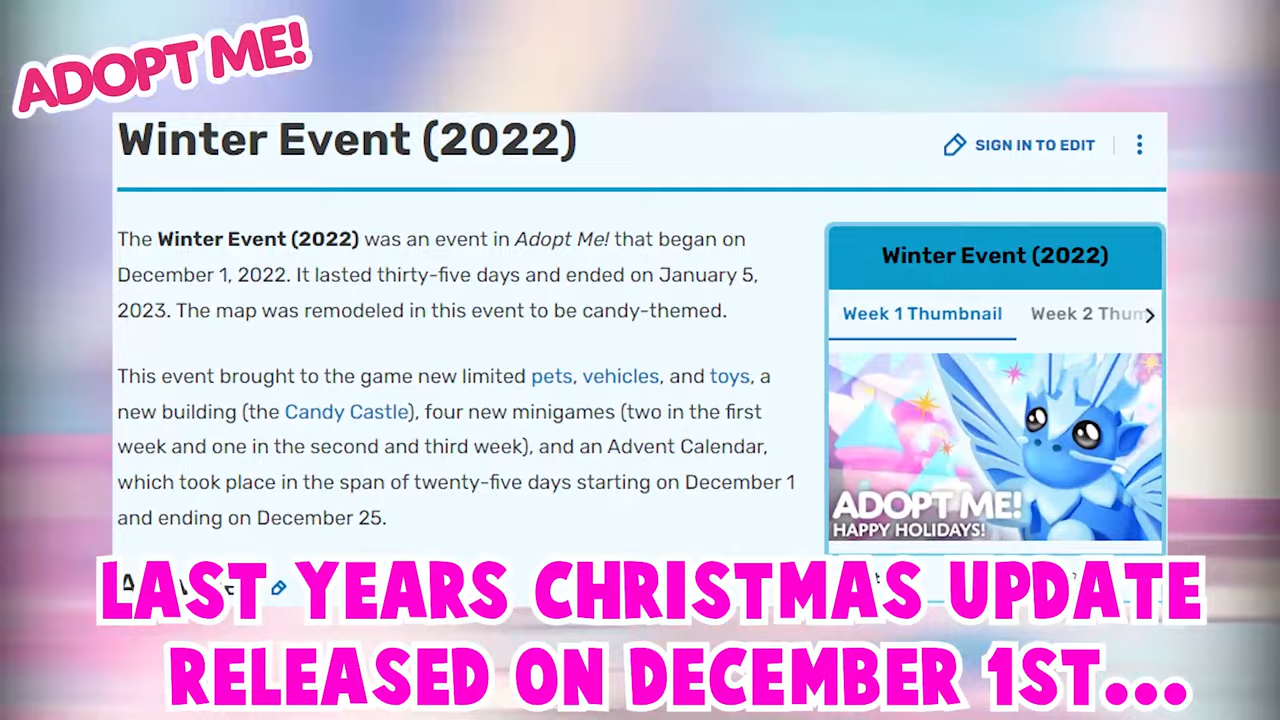 ADOPT ME!
Winter Event (2022)
SIGN IN TO EDIT
The Winter Event (2022) was an event in Adopt Me! that began on
December 1, 2022. It lasted thirty-five days and ended on January 5,
2023. The map was remodeled in this event to be candy-themed.
This event brought to the game new limited pets, vehicles, and toys, a
new building (the Candy Castle), four new minigames (two in the first
week and one in the second and third week), and an Advent Calendar,
which took place in the span of twenty-five days starting on December 1
and ending on December 25.
Winter Event (2022)
Week 1 Thumbnail
Week 2 Thum
ADOPT ME!
HAPPY HOLIDAYS!
LAST YEARS CHRISTMAS UPDATE
RELEASED ON DECEMBER 1ST...